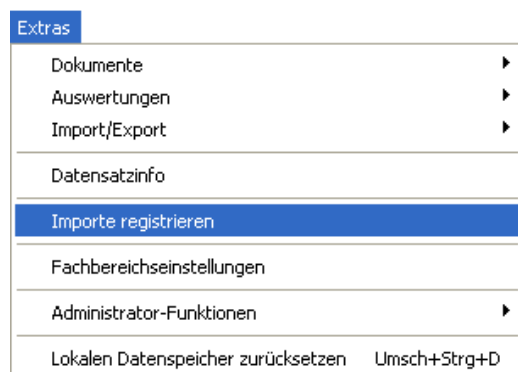 Extras
Dokumente
Auswertungen
Import/Export
Datensatzinfo
Importe registrieren
Fachbereichseinstellungen
Administrator-Funktionen
Lokalen Datenspeicher zurücksetzen Umsch+Strg+D